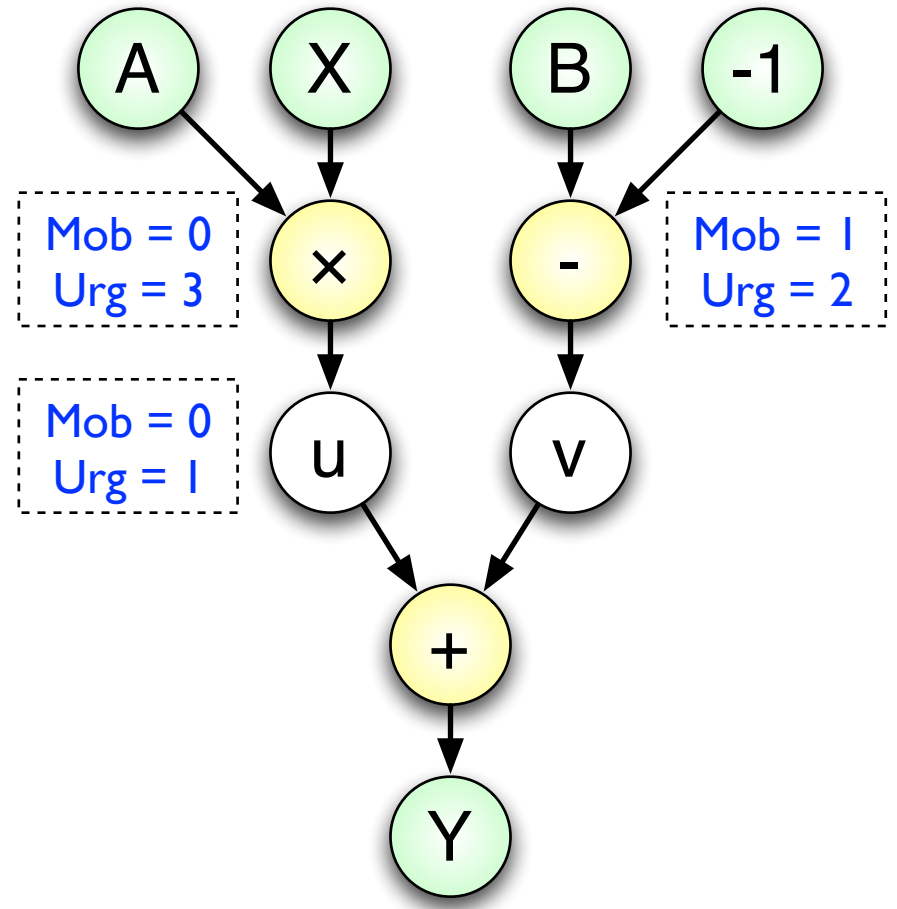 A
X
B
-1
Mob = 0
Urg = 3
×
-
Mob = 1
Urg = 2
Mob = 0
Urg = 1
u
v
+
Y